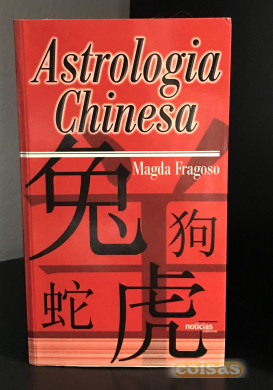 Astrologia
Chinesa
Magda Fragoso
兔
狗
蛇
虎
notícias
coisas